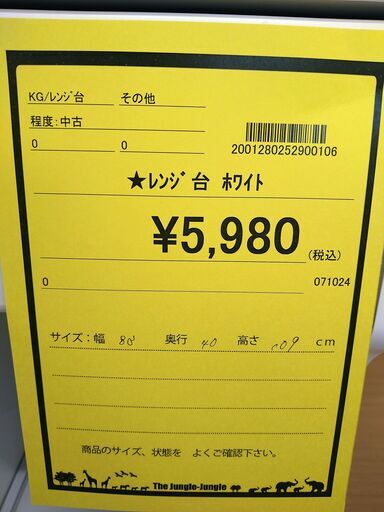 KG/ﾚﾝｼﾞ台 その他
程度:中古
0 0
2001280252900106
★ﾚﾝｼﾞ台 ﾎﾜｲﾄ
¥5,980 (税込)
0 071024
サイズ:幅 奥行 40 高さ cm
商品のサイズ、状態を よくご確認下さい。
The Jungle-Jungle